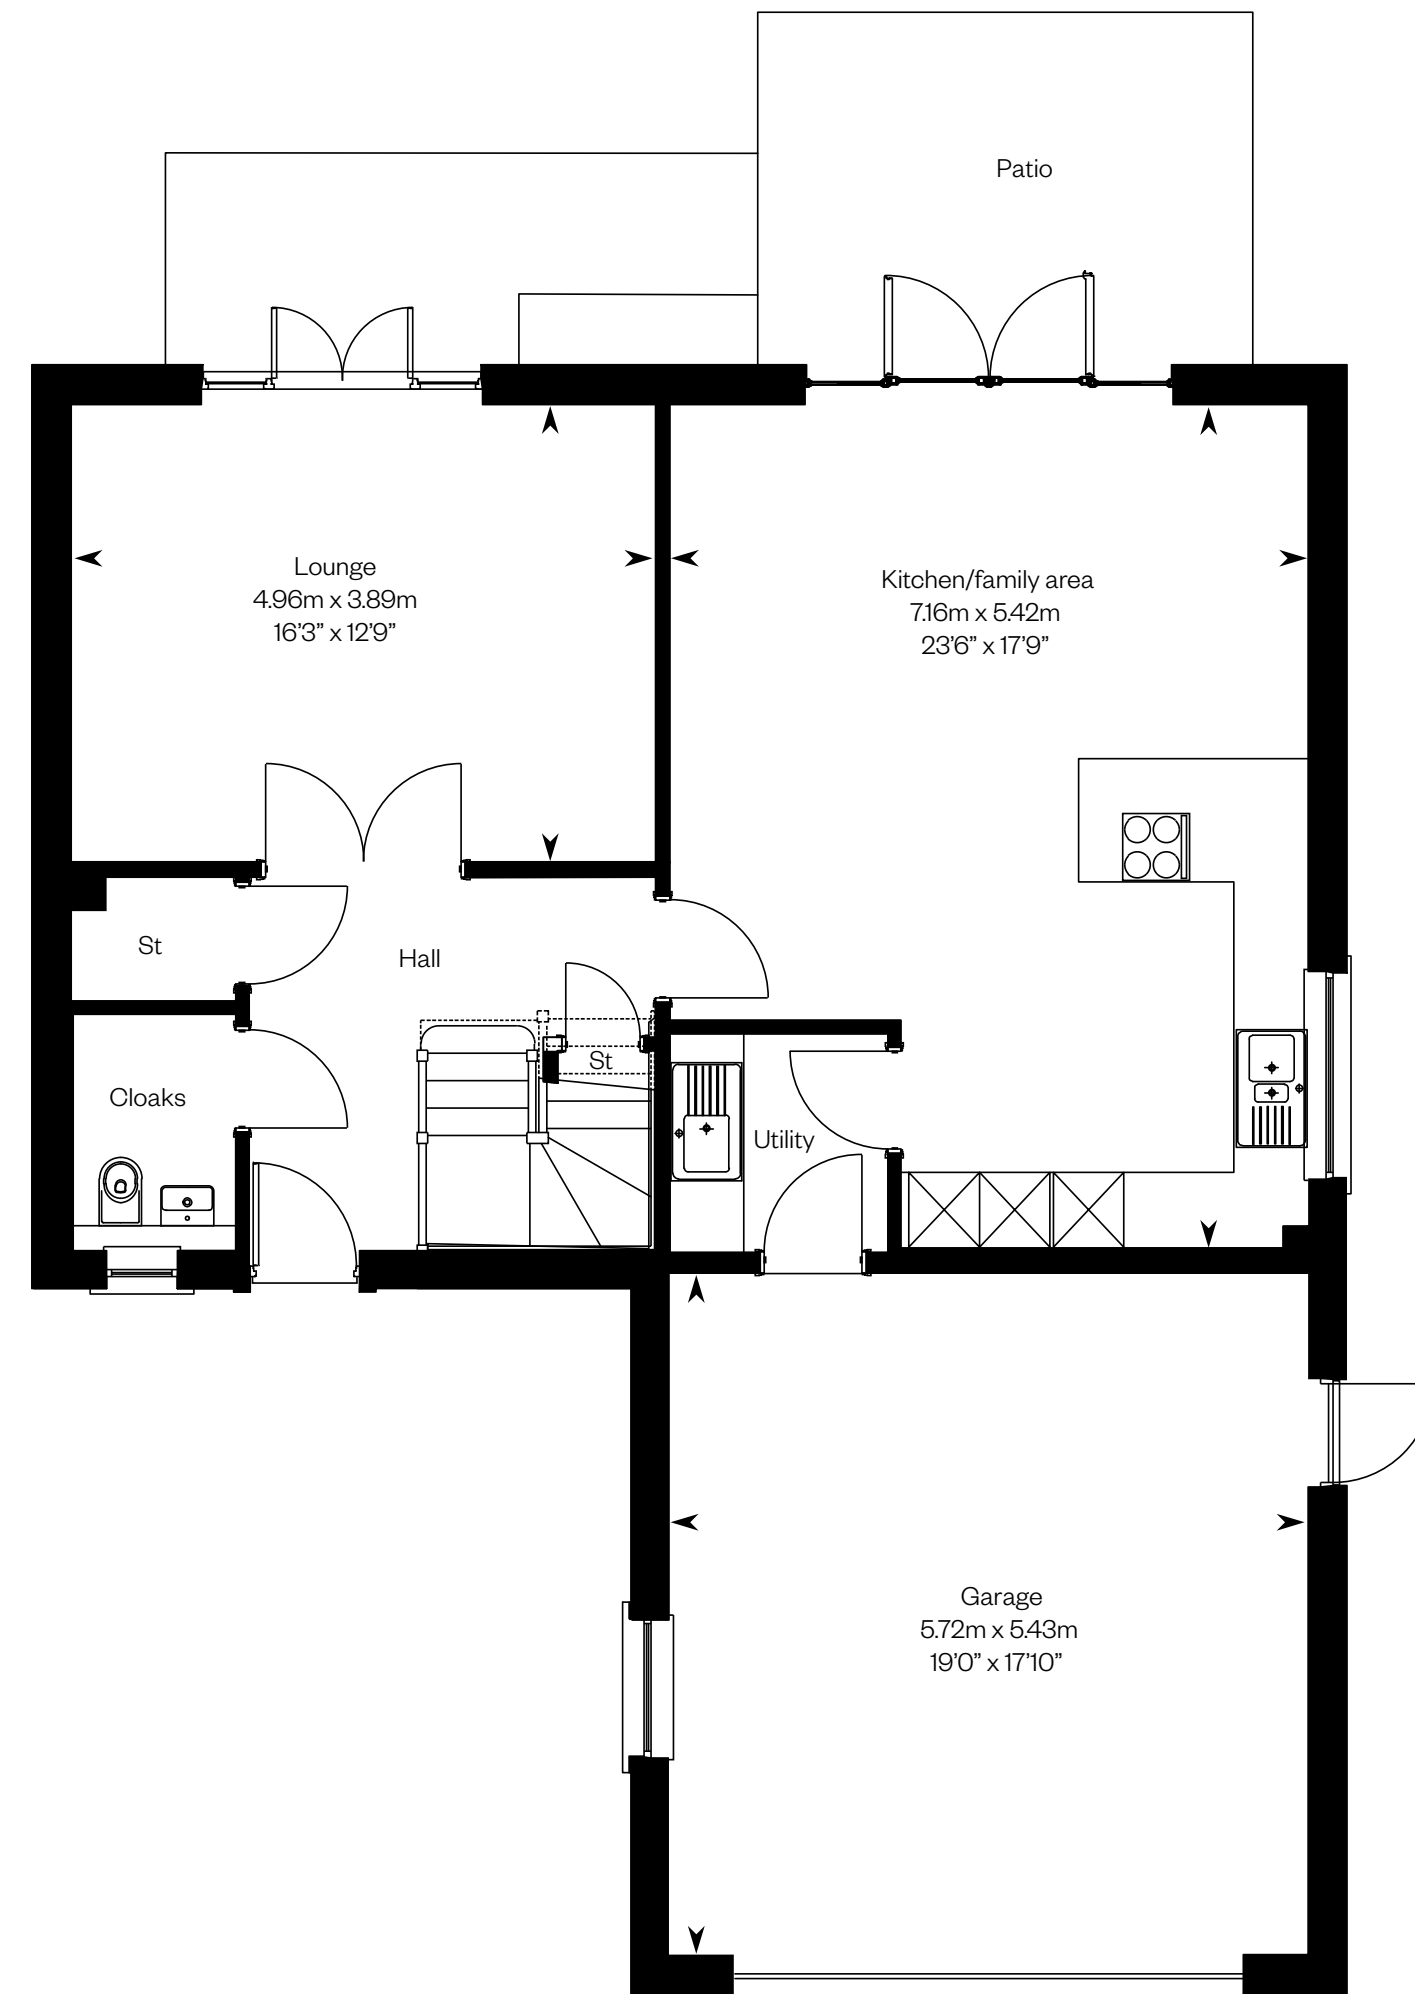 Patio
Lounge
4.96m x 3.89m
16’3” x 12’9”
Kitchen/family area
7.16m x 5.42m
23’6” x 17’9”
St
Hall
St
Cloaks
Utility
Garage
5.72m x 5.43m
19’0” x 17’10”